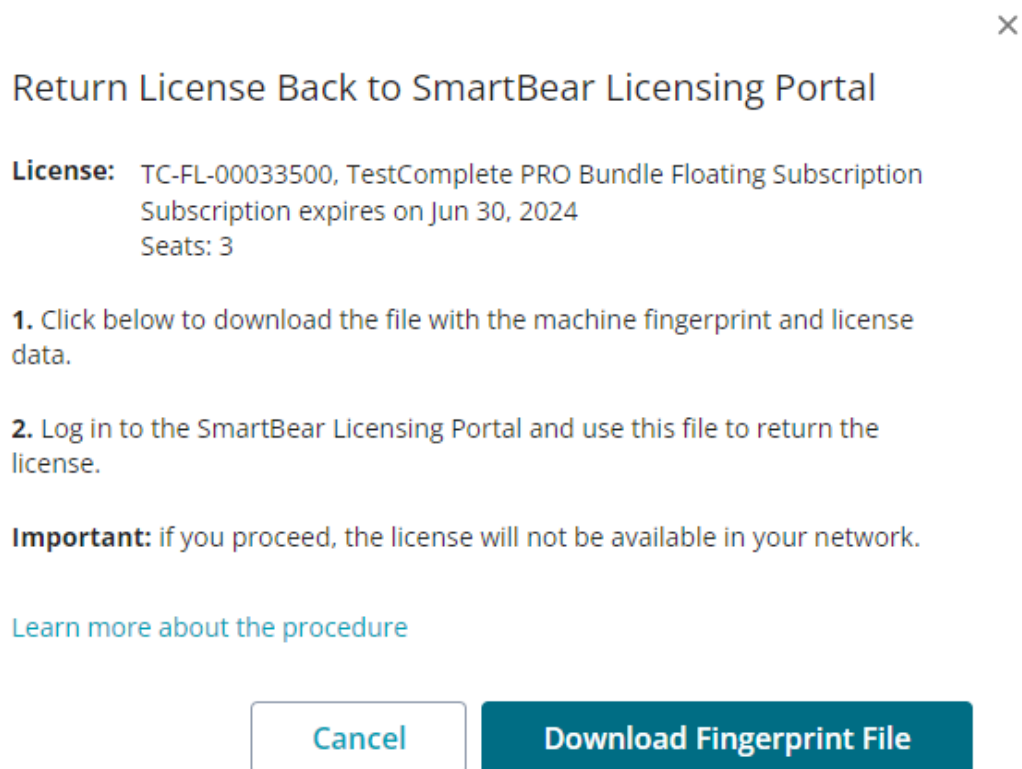 Return License Back to SmartBear Licensing Portal
License: TC-FL-00033500, TestComplete PRO Bundle Floating Subscription
Subscription expires on Jun 30, 2024
Seats: 3
1. Click below to download the file with the machine fingerprint and license
data.
2. Log in to the SmartBear Licensing Portal and use this file to return the
license.
Important: if you proceed, the license will not be available in your network.
Learn more about the procedure
Cancel Download Fingerprint File